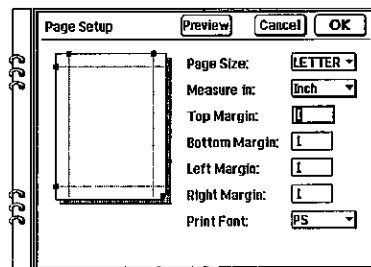 Page Setup Preview Cancel OK
Page Size: LETTER
Measure in: Inch
Top Margin: 1
Bottom Margin: 1
Left Margin: 1
Right Margin: 1
Print Font: PS